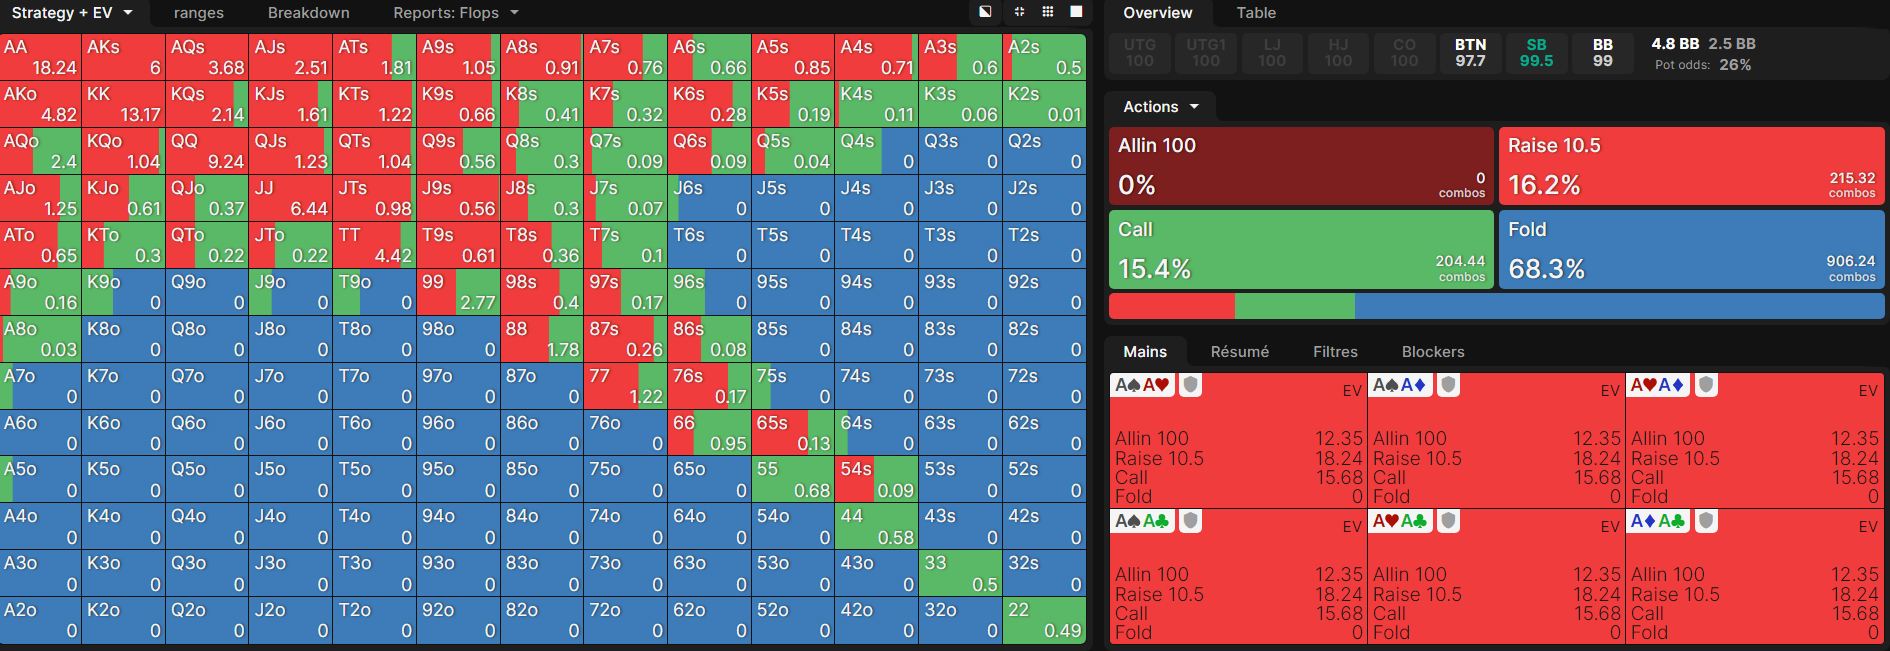 Strategy + EV ranges Breakdown Reports: Flops
AA AKs AQs AJs ATs A9s A8s A7s A6s A5s A4s A3s A2s
18.24 6 3.68 2.51 1.81 1.05 0.91 0.76 0.66 0.85 0.71 0.6 0.5
AKo KK KQs KJs KTs K9s K8s K7s K6s K5s K4s K3s K2s
4.82 13.17 2.14 1.61 1.22 0.66 0.41 0.32 0.28 0.19 0.11 0.06 0.01
AQo KQo QQ QJs QTs Q9s Q8s Q7s Q6s Q5s Q4s Q3s Q2s
2.4 1.04 9.24 1.23 1.04 0.56 0.3 0.09 0.09 0.04 0 0 0
AJo KJo QJo JJ JTs J9s J8s J7s J6s J5s J4s J3s J2s
1.25 0.61 0.37 6.44 0.98 0.56 0.3 0.07 0 0 0 0 0
ATo KTo QTo JTo TT T9s T8s T7s T6s T5s T4s T3s T2s
0.65 0.3 0.22 0.22 4.42 0.61 0.36 0.1 0 0 0 0 0
A9o K9o Q9o J9o T9o 99 98s 97s 96s 95s 94s 93s 92s
0.16 0 0 0 0 2.77 0.4 0.17 0 0 0 0 0
A8o K8o Q8o J8o T8o 98o 88 87s 86s 85s 84s 83s 82s
0.03 0 0 0 0 0 1.78 0.26 0.08 0 0 0 0
A7o K7o Q7o J7o T7o 97o 87o 77 76s 75s 74s 73s 72s
0 0 0 0 0 0 0 1.22 0.17 0 0 0 0
A6o K6o Q6o J6o T6o 96o 86o 76o 66 65s 64s 63s 62s
0 0 0 0 0 0 0 0 0.95 0.13 0 0 0
A5o K5o Q5o J5o T5o 95o 85o 75o 65o 55 54s 53s 52s
0 0 0 0 0 0 0 0 0 0.68 0.09 0 0
A4o K4o Q4o J4o T4o 94o 84o 74o 64o 54o 44 43s 42s
0 0 0 0 0 0 0 0 0 0 0.58 0 0
A3o K3o Q3o J3o T3o 93o 83o 73o 63o 53o 43o 33 32s
0 0 0 0 0 0 0 0 0 0 0 0.5 0
A2o K2o Q2o J2o T2o 92o 82o 72o 62o 52o 42o 32o 22
0 0 0 0 0 0 0 0 0 0 0 0 0.49
Overview Table
UTG UTG1 LJ HJ CO BTN SB BB 4.8 BB 2.5 BB
100 100 100 100 100 97.7 99.5 99 Pot odds: 26%
Actions
Allin 100
0% 0 combos
Raise 10.5
16.2% 215.32 combos
Call
15.4% 204.44 combos
Fold
68.3% 906.24 combos
Mains Résumé Filtres Blockers
A♠A♥ EV A♠A♦ EV A♥A♦ EV
Allin 100 12.35 Allin 100 12.35 Allin 100 12.35
Raise 10.5 18.24 Raise 10.5 18.24 Raise 10.5 18.24
Call 15.68 Call 15.68 Call 15.68
Fold 0 Fold 0 Fold 0
A♠A♣ EV A♥A♣ EV A♦A♣ EV
Allin 100 12.35 Allin 100 12.35 Allin 100 12.35
Raise 10.5 18.24 Raise 10.5 18.24 Raise 10.5 18.24
Call 15.68 Call 15.68 Call 15.68
Fold 0 Fold 0 Fold 0